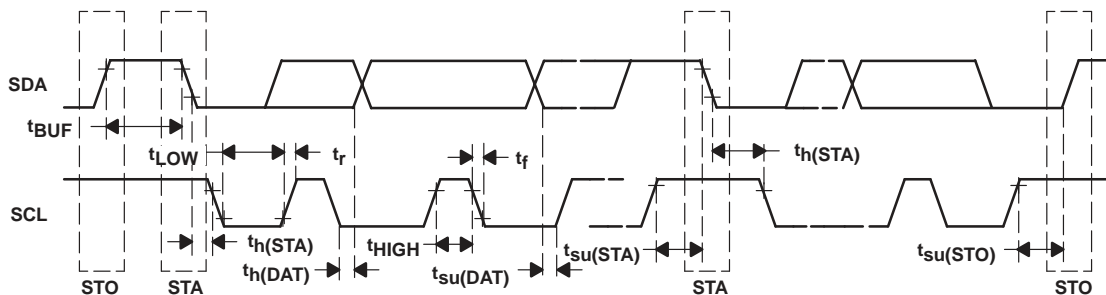 SDA
tBUF
tLOW
tr
tf
th(STA)
SCL
th(STA)
tHIGH
tsu(STA)
tsu(STO)
th(DAT)
tsu(DAT)
STO
STA
STA
STO